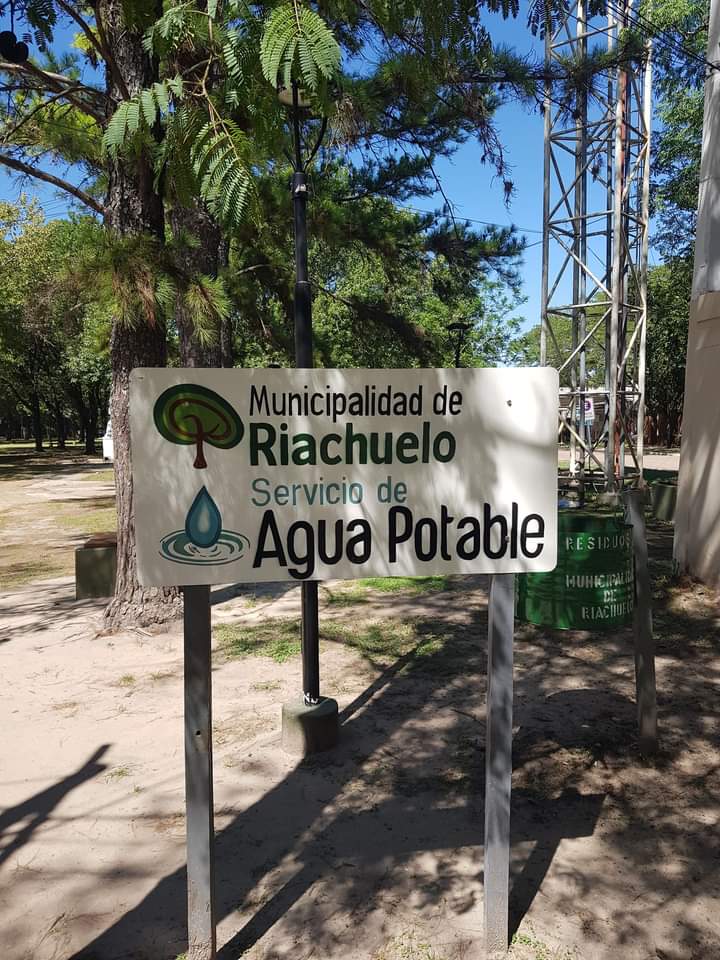 Municipalidad de
Riachuelo
Servicio de
Agua Potable
RESIDUOS
MUNICIPALIDAD
DE
RIACHUELO